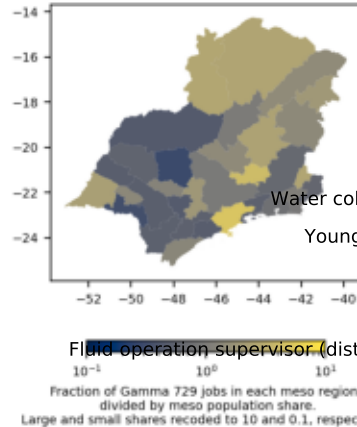 −14
−16
−18
−20
−22
−24
Water col
Young
−52 −50 −48 −46 −44 −42 −40
Fluid operation supervisor (dist
10⁻¹ 10⁰ 10¹
Fraction of Gamma 729 jobs in each meso region
divided by meso population share.
Large and small shares recoded to 10 and 0.1, respec